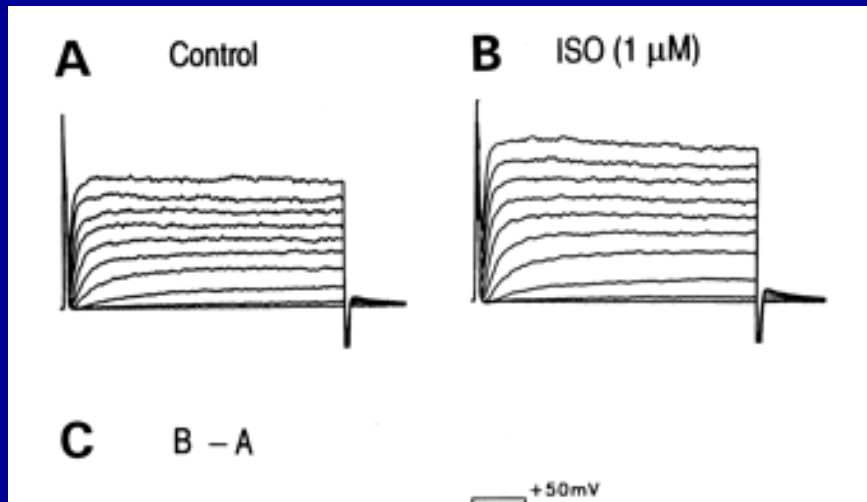 A Control
B ISO (1 μM)
C B – A
+50mV